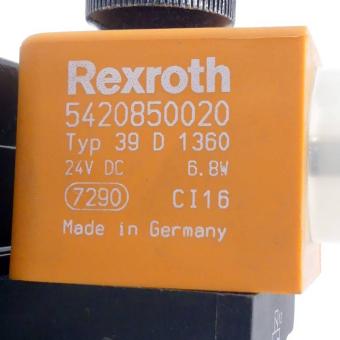 Rexroth
5420850020
Typ 39 D 1360
24V DC 6.8W
7290 CI16
Made in Germany